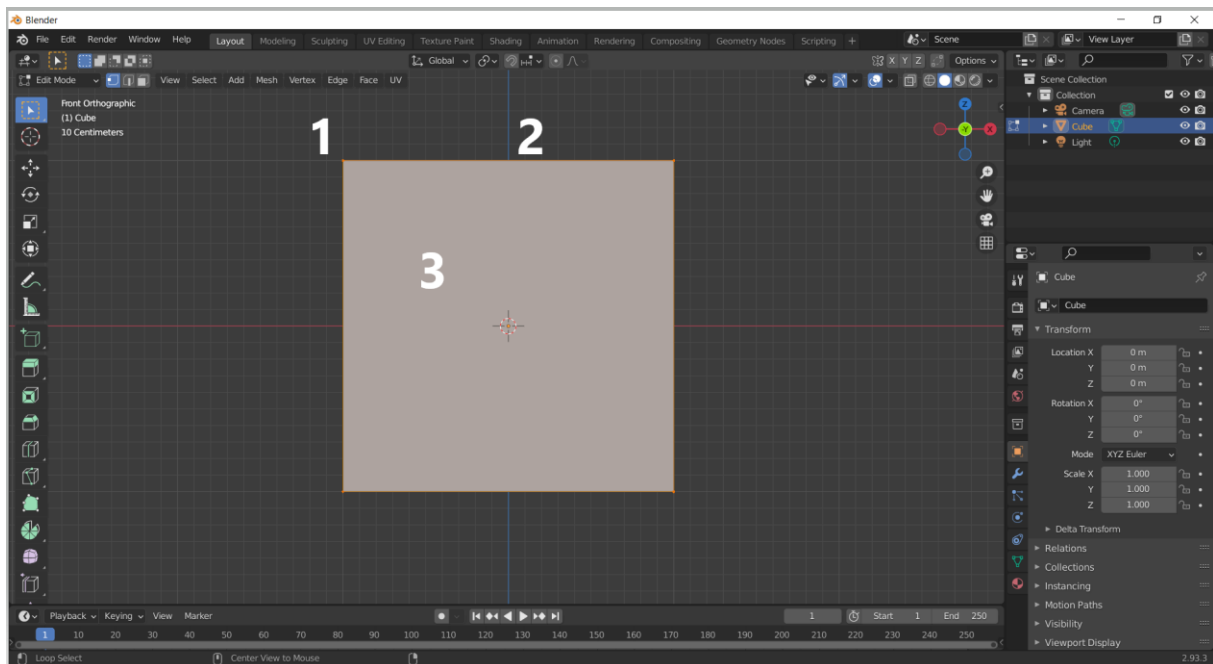 Blender
File Edit Render Window Help Layout Modeling Sculpting UV Editing Texture Paint Shading Animation Rendering Compositing Geometry Nodes Scripting + Scene View Layer
Global X Y Z Options
Edit Mode View Select Add Mesh Vertex Edge Face UV
Front Orthographic
(1) Cube
10 Centimeters
1
2
3
Z
-Y
X
Scene Collection
Collection
Camera
Cube
Light
Cube
Cube
Transform
Location X 0 m
Y 0 m
Z 0 m
Rotation X 0°
Y 0°
Z 0°
Mode XYZ Euler
Scale X 1.000
Y 1.000
Z 1.000
Delta Transform
Relations
Collections
Instancing
Motion Paths
Visibility
Viewport Display
Playback Keying View Marker 1 Start 1 End 250
1 10 20 30 40 50 60 70 80 90 100 110 120 130 140 150 160 170 180 190 200 210 220 230 240 250
Loop Select Center View to Mouse 2.93.3